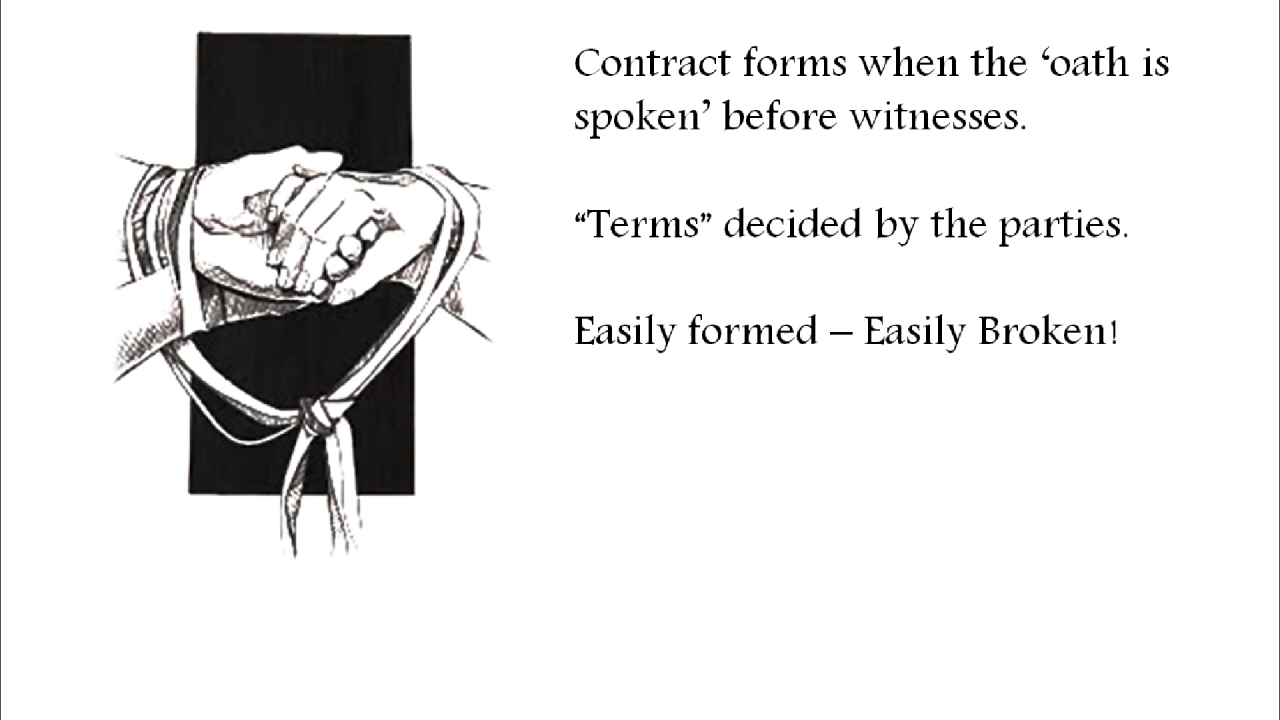 Contract forms when the ‘oath is
spoken’ before witnesses.
“Terms” decided by the parties.
Easily formed – Easily Broken!